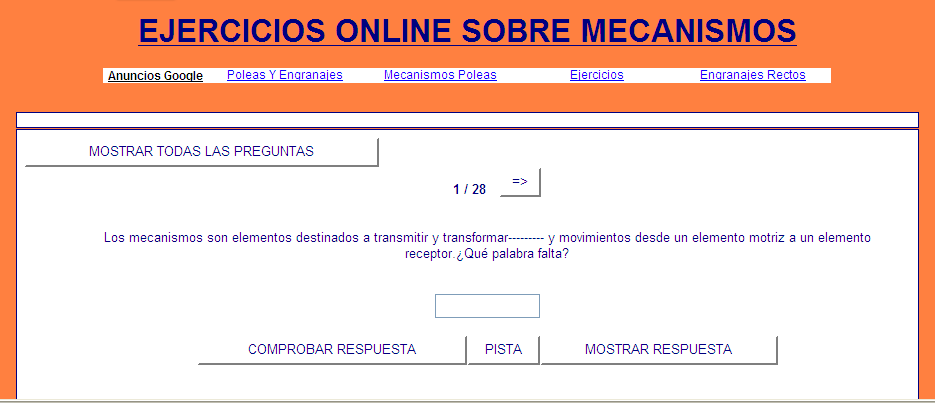 EJERCICIOS ONLINE SOBRE MECANISMOS
Anuncios Google Poleas Y Engranajes Mecanismos Poleas Ejercicios Engranajes Rectos
MOSTRAR TODAS LAS PREGUNTAS
1 / 28 =>
Los mecanismos son elementos destinados a transmitir y transformar--------- y movimientos desde un elemento motriz a un elemento
receptor.¿Qué palabra falta?
COMPROBAR RESPUESTA PISTA MOSTRAR RESPUESTA